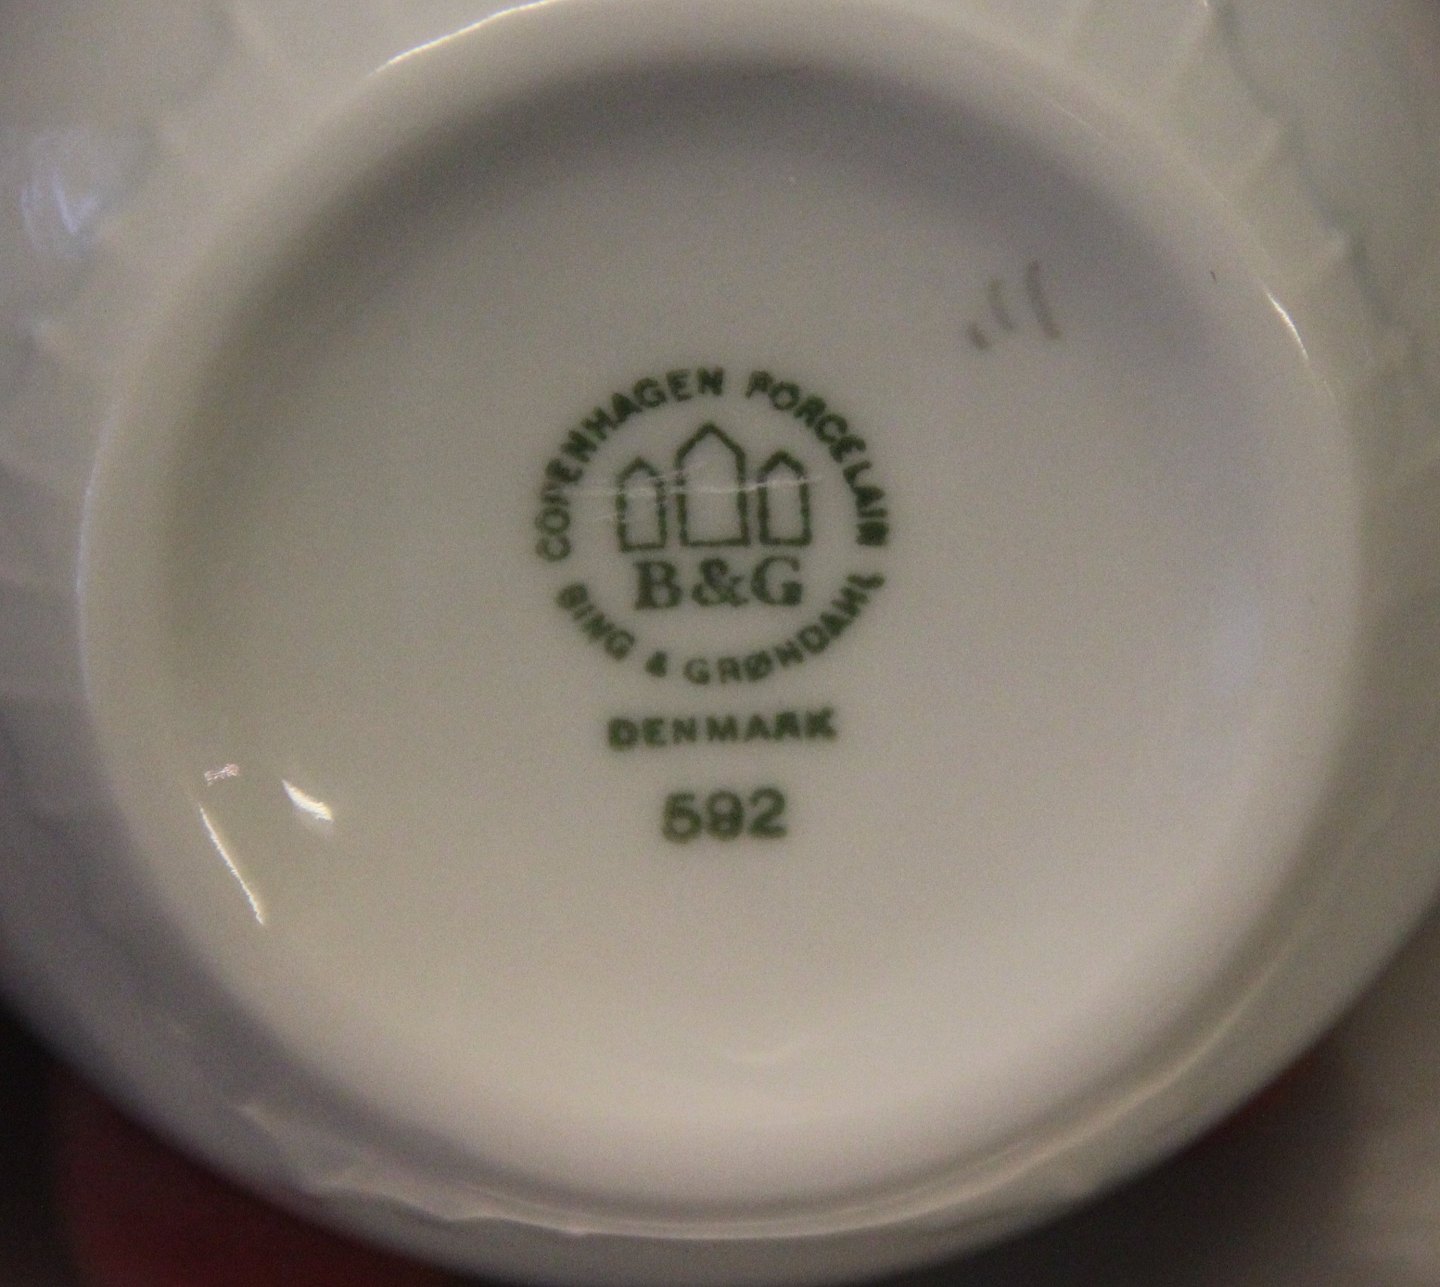 COPENHAGEN PORCELAIN
B&G
BING & GRØNDAHL
DENMARK
592